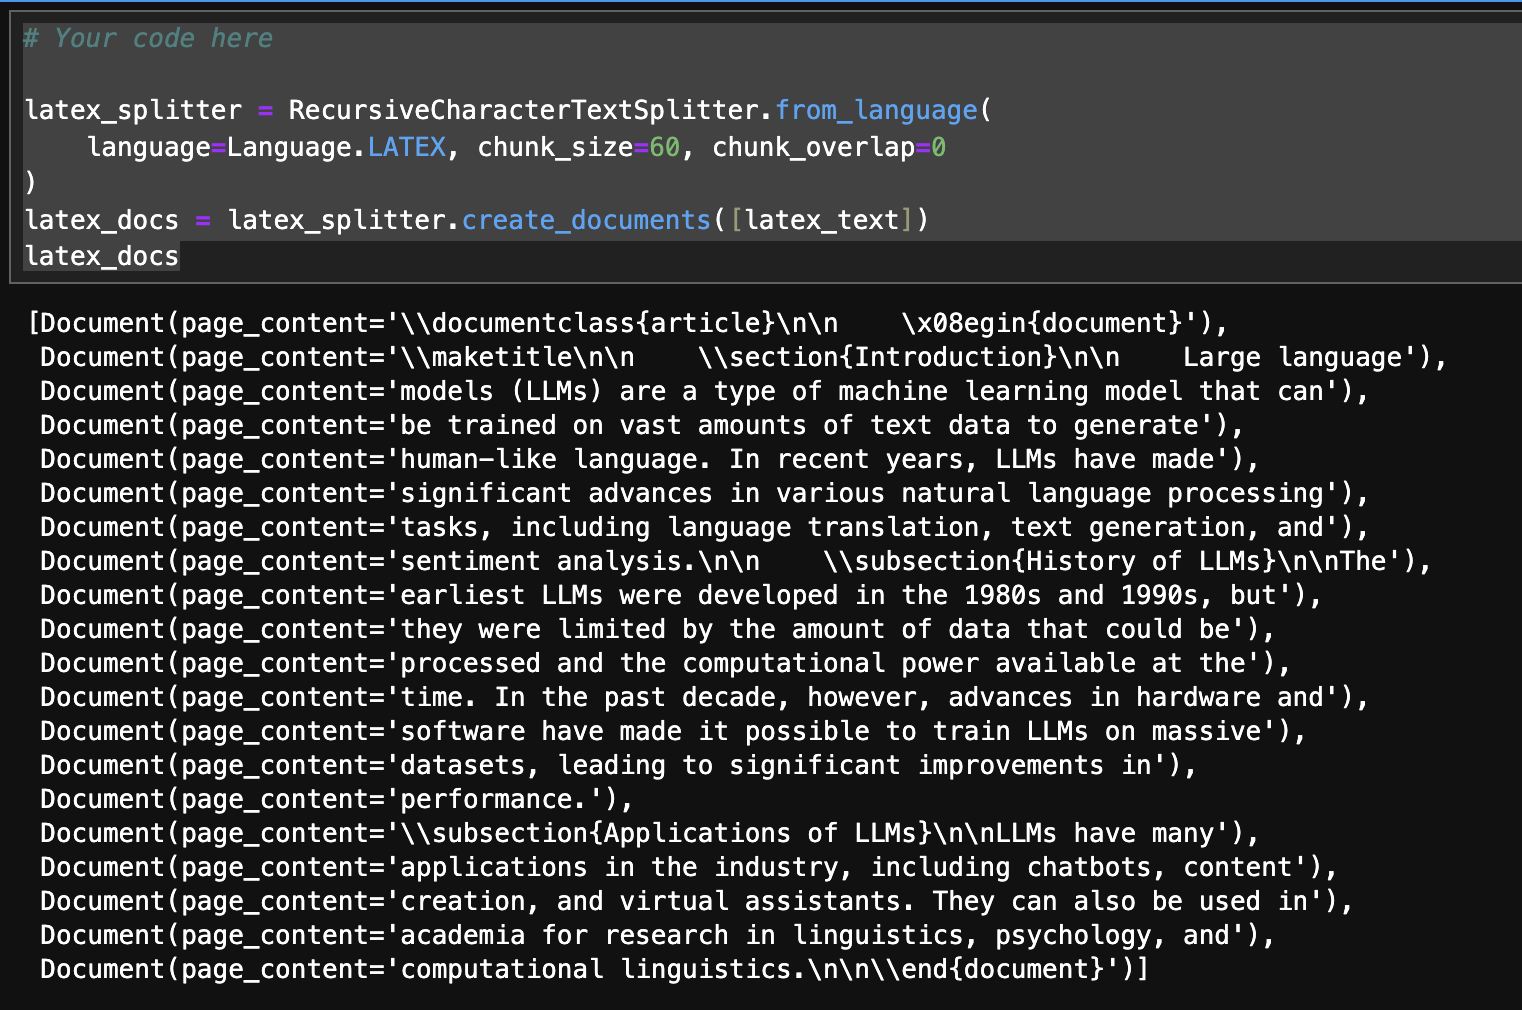 # Your code here
latex_splitter = RecursiveCharacterTextSplitter.from_language(
    language=Language.LATEX, chunk_size=60, chunk_overlap=0
)
latex_docs = latex_splitter.create_documents([latex_text])
latex_docs
[Document(page_content='\\documentclass{article}\n\n    \x08egin{document}'),
 Document(page_content='\\maketitle\n\n    \\section{Introduction}\n\n    Large language'),
 Document(page_content='models (LLMs) are a type of machine learning model that can'),
 Document(page_content='be trained on vast amounts of text data to generate'),
 Document(page_content='human-like language. In recent years, LLMs have made'),
 Document(page_content='significant advances in various natural language processing'),
 Document(page_content='tasks, including language translation, text generation, and'),
 Document(page_content='sentiment analysis.\n\n    \\subsection{History of LLMs}\n\nThe'),
 Document(page_content='earliest LLMs were developed in the 1980s and 1990s, but'),
 Document(page_content='they were limited by the amount of data that could be'),
 Document(page_content='processed and the computational power available at the'),
 Document(page_content='time. In the past decade, however, advances in hardware and'),
 Document(page_content='software have made it possible to train LLMs on massive'),
 Document(page_content='datasets, leading to significant improvements in'),
 Document(page_content='performance.'),
 Document(page_content='\\subsection{Applications of LLMs}\n\nLLMs have many'),
 Document(page_content='applications in the industry, including chatbots, content'),
 Document(page_content='creation, and virtual assistants. They can also be used in'),
 Document(page_content='academia for research in linguistics, psychology, and'),
 Document(page_content='computational linguistics.\n\n\\end{document}')]